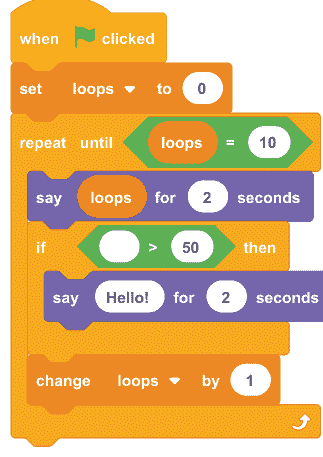 when clicked
set loops to 0
repeat until loops = 10
say loops for 2 seconds
if > 50 then
say Hello! for 2 seconds
change loops by 1